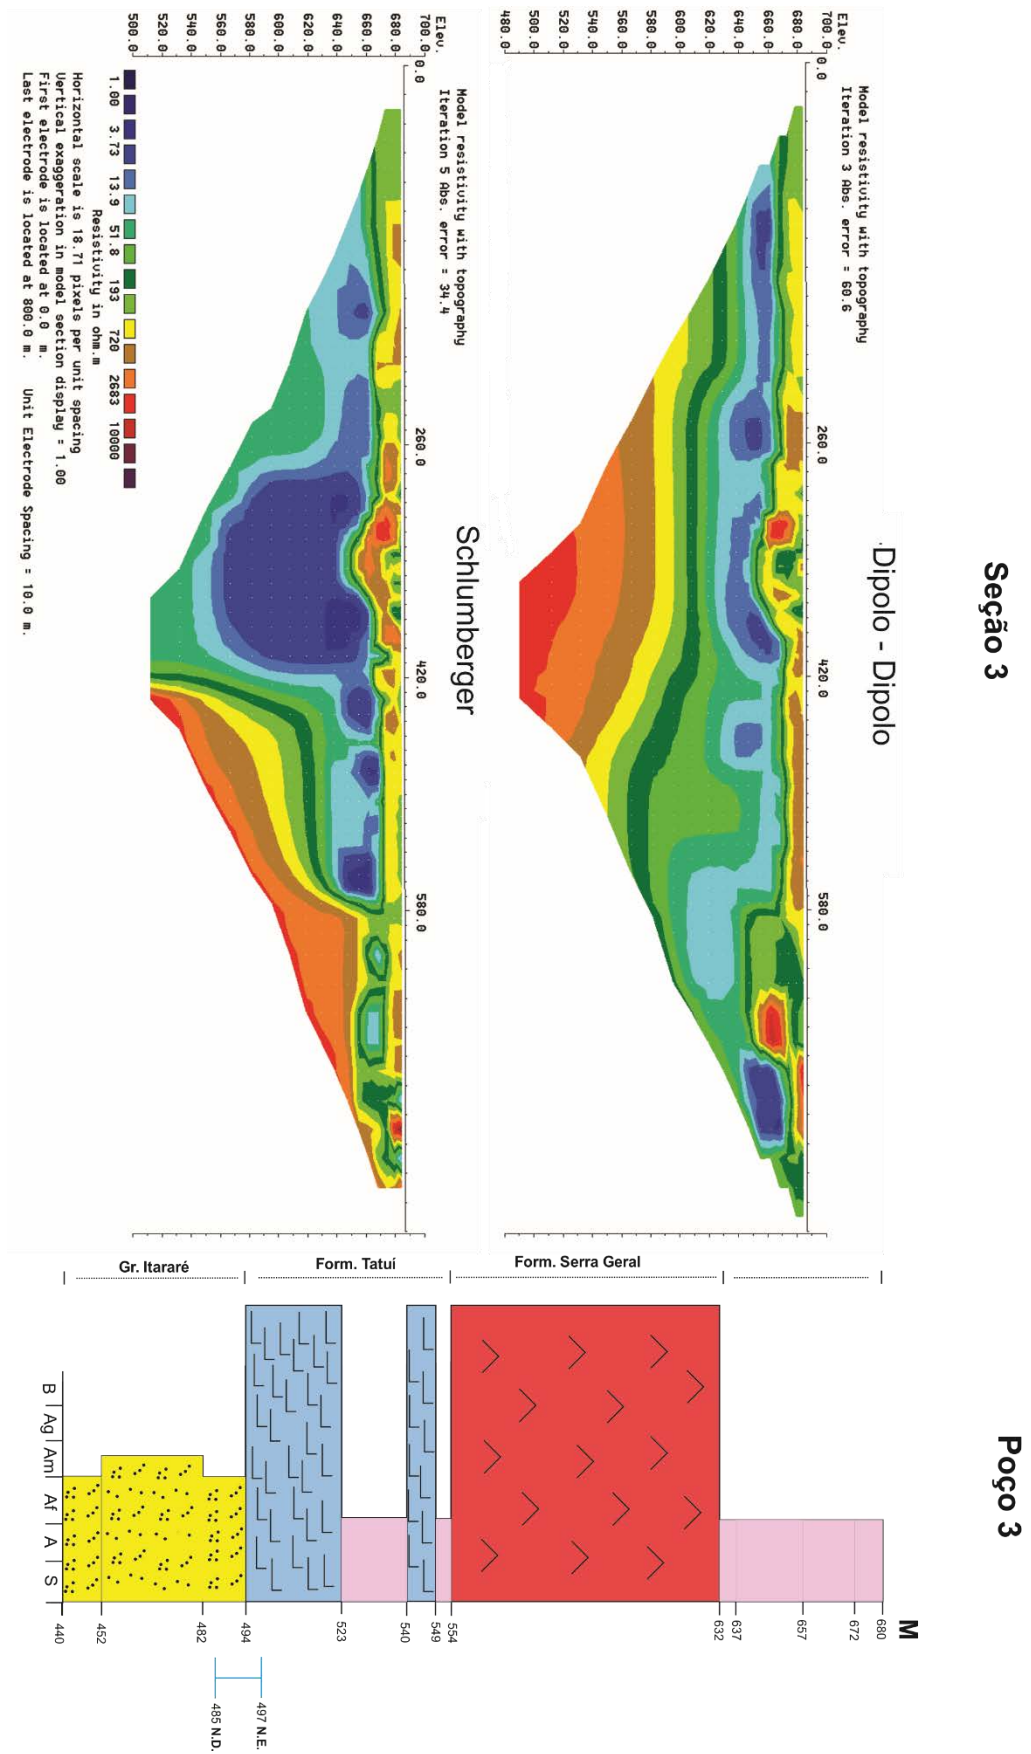 Seção 3
Poço 3
Dipolo - Dipolo
Model resistivity with topography
Iteration 3 Abs. error = 60.6
Elev.
0.0
260.0
420.0
580.0
700.0
680.0
660.0
640.0
620.0
600.0
580.0
560.0
540.0
520.0
500.0
480.0
Schlumberger
Model resistivity with topography
Iteration 5 Abs. error = 34.4
Elev.
0.0
260.0
420.0
580.0
700.0
680.0
660.0
640.0
620.0
600.0
580.0
560.0
540.0
520.0
500.0
1.00 3.73 13.9 51.8 193 720 2683 10000
Resistivity in ohm.m
Horizontal scale is 18.71 pixels per unit spacing
Vertical exaggeration in model section display = 1.00
First electrode is located at 0.0 m.
Last electrode is located at 800.0 m. Unit Electrode Spacing = 10.0 m.
M
680
672
657
637
632
554
549
540
523
494
482
452
440
497 N.E.
485 N.D.
Form. Serra Geral
Form. Tatuí
Gr. Itararé
B | Ag | Am | Af | A | S